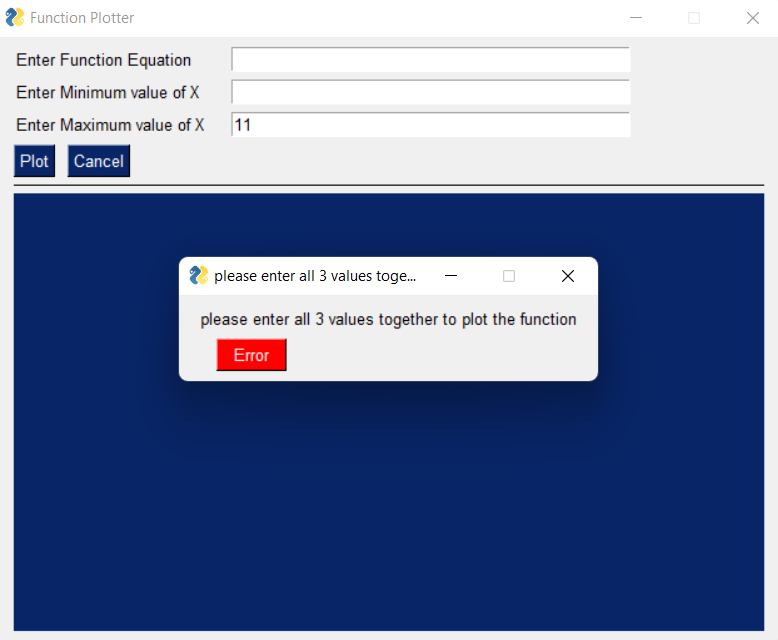 Function Plotter
Enter Function Equation
Enter Minimum value of X
Enter Maximum value of X 11
Plot Cancel
please enter all 3 values toge...
please enter all 3 values together to plot the function
Error